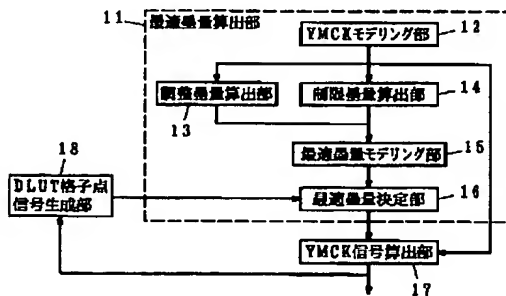 11
最適墨量算出部
YMCKモデリング部
12
調整墨量算出部
13
制限墨量算出部
14
最適墨量モデリング部
15
18
DLUT格子点
信号生成部
最適墨量決定部
16
YMCK信号算出部
17